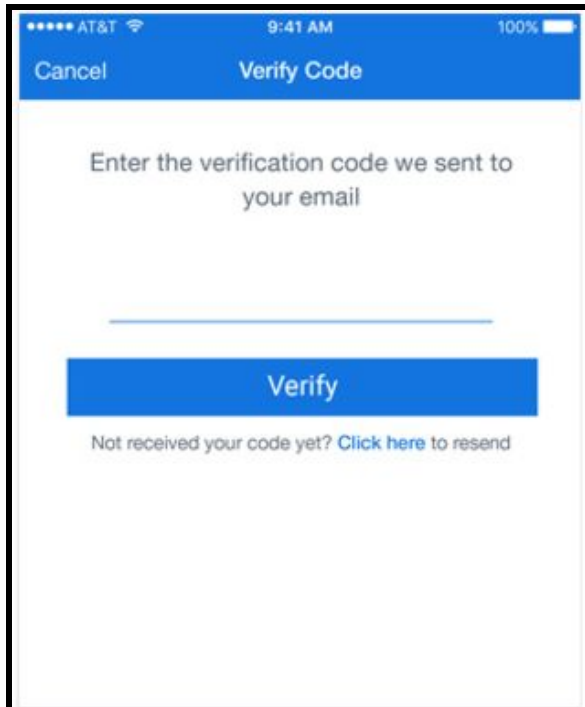 AT&T 9:41 AM 100%
Cancel Verify Code
Enter the verification code we sent to
your email
Verify
Not received your code yet? Click here to resend